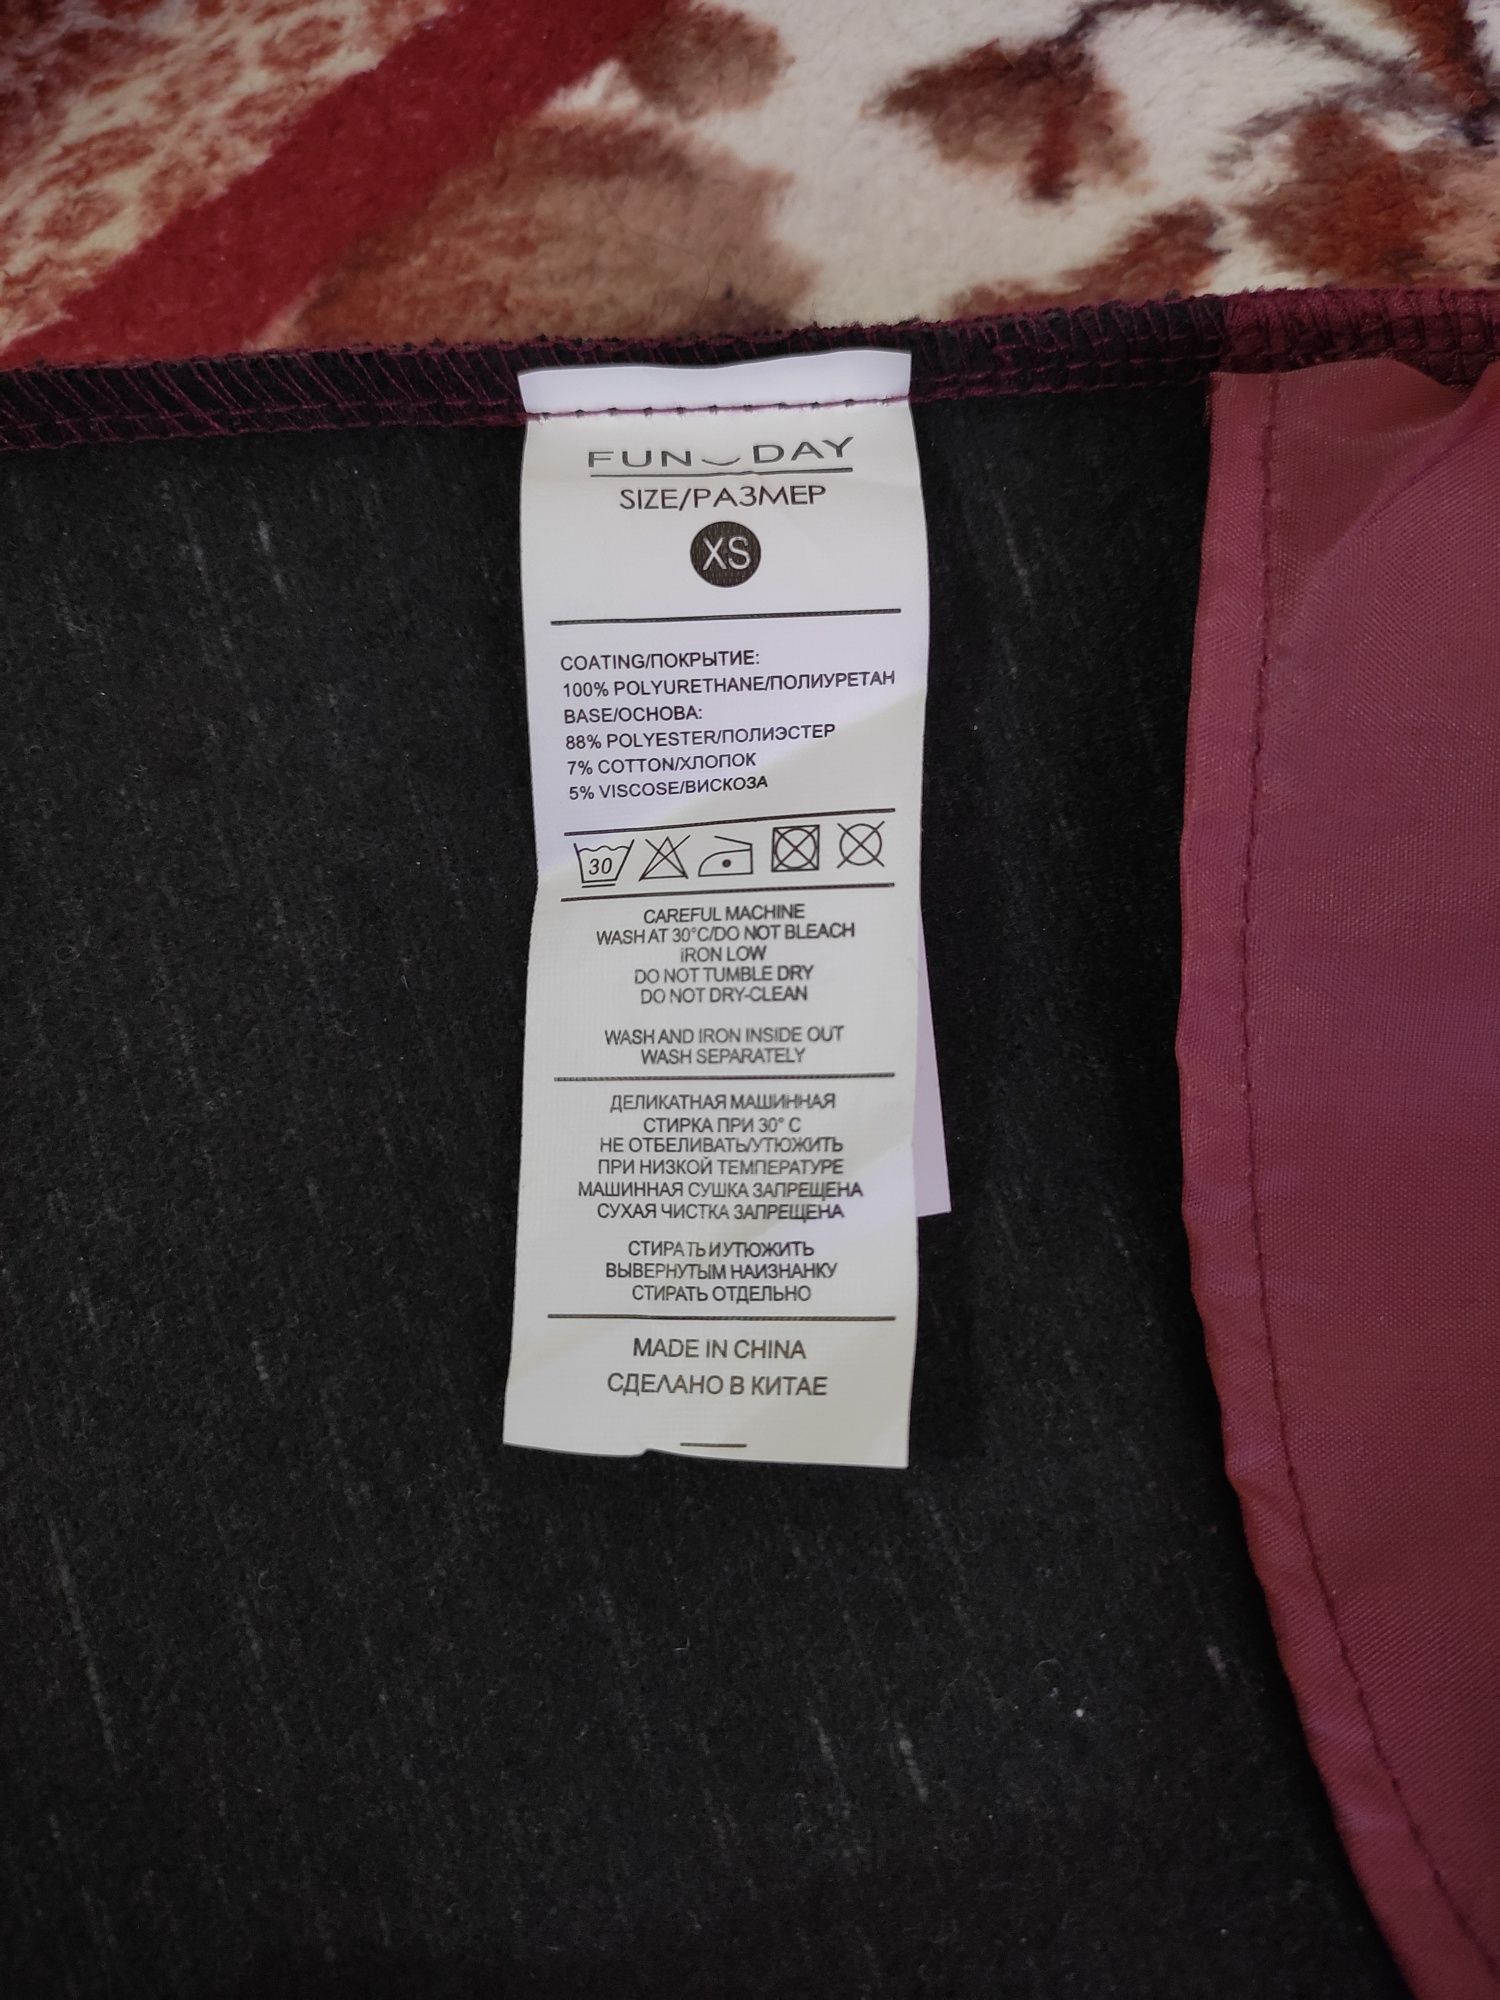 FUN DAY
SIZE/РАЗМЕР
XS
COATING/ПОКРЫТИЕ:
100% POLYURETHANE/ПОЛИУРЕТАН
BASE/ОСНОВА:
88% POLYESTER/ПОЛИЭСТЕР
7% COTTON/ХЛОПОК
5% VISCOSE/ВИСКОЗА
30
CAREFUL MACHINE
WASH AT 30°C/DO NOT BLEACH
IRON LOW
DO NOT TUMBLE DRY
DO NOT DRY-CLEAN
WASH AND IRON INSIDE OUT
WASH SEPARATELY
ДЕЛИКАТНАЯ МАШИННАЯ
СТИРКА ПРИ 30° С
НЕ ОТБЕЛИВАТЬ/УТЮЖИТЬ
ПРИ НИЗКОЙ ТЕМПЕРАТУРЕ
МАШИННАЯ СУШКА ЗАПРЕЩЕНА
СУХАЯ ЧИСТКА ЗАПРЕЩЕНА
СТИРАТЬ И УТЮЖИТЬ
ВЫВЕРНУТЫМ НАИЗНАНКУ
СТИРАТЬ ОТДЕЛЬНО
MADE IN CHINA
СДЕЛАНО В КИТАЕ